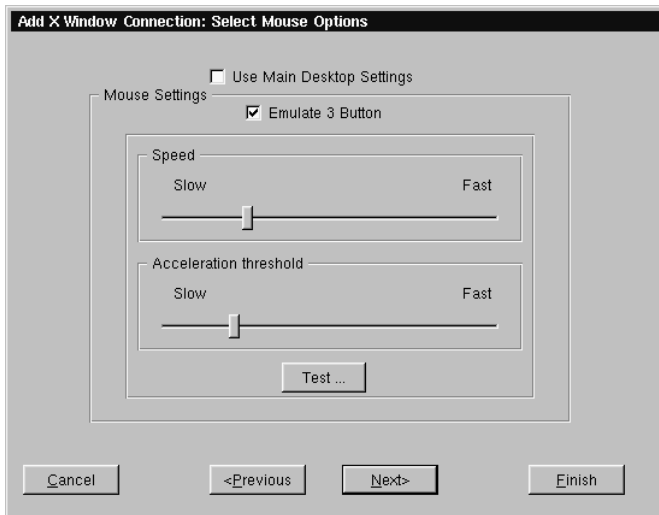 Add X Window Connection: Select Mouse Options
Use Main Desktop Settings
Mouse Settings
Emulate 3 Button
Speed
Slow Fast
Acceleration threshold
Slow Fast
Test ...
Cancel <Previous Next> Finish